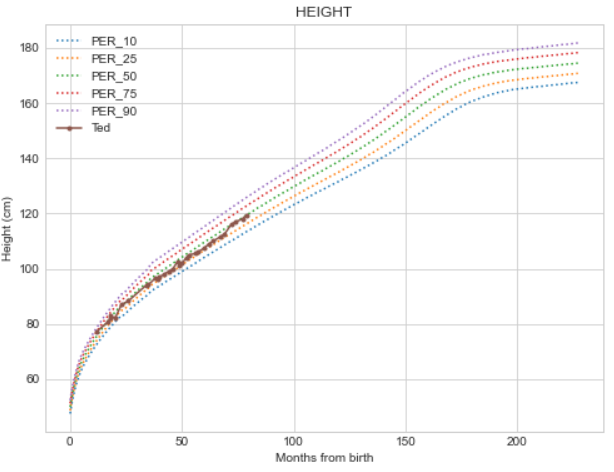 HEIGHT
PER_10
PER_25
PER_50
PER_75
PER_90
Ted
Height (cm)
180
160
140
120
100
80
60
0 50 100 150 200
Months from birth